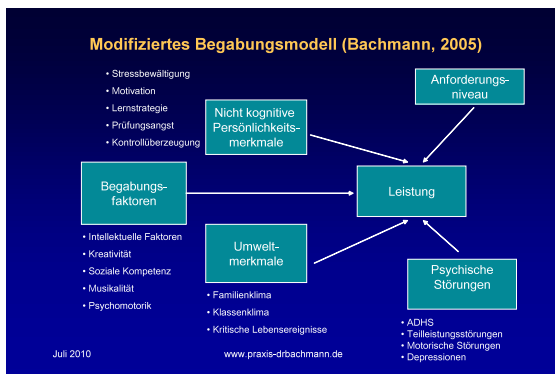 Modifiziertes Begabungsmodell (Bachmann, 2005)
• Stressbewältigung
• Motivation
• Lernstrategie
• Prüfungsangst
• Kontrollüberzeugung
Nicht kognitive
Persönlichkeits-
merkmale
Anforderungs-
niveau
Begabungs-
faktoren
Leistung
• Intellektuelle Faktoren
• Kreativität
• Soziale Kompetenz
• Musikalität
• Psychomotorik
Umwelt-
merkmale
• Familienklima
• Klassenklima
• Kritische Lebensereignisse
Psychische
Störungen
• ADHS
• Teilleistungsstörungen
• Motorische Störungen
• Depressionen
Juli 2010
www.praxis-drbachmann.de